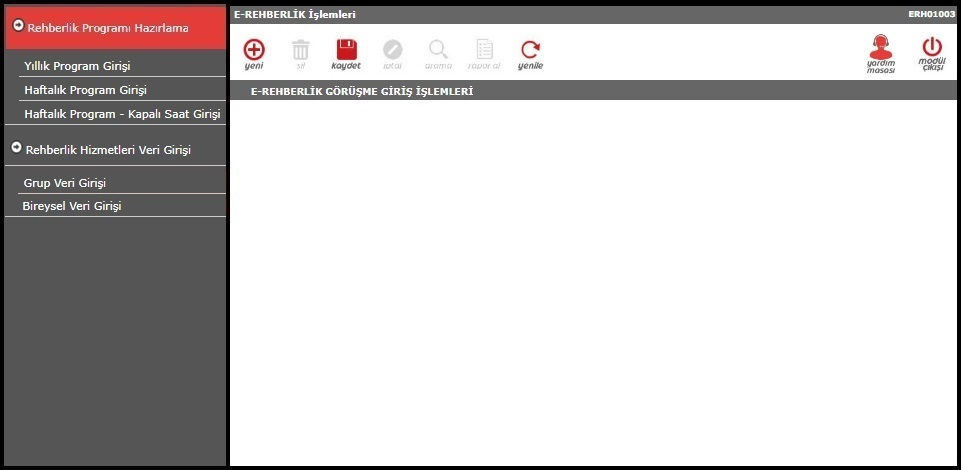 Rehberlik Programı Hazırlama
Yıllık Program Girişi
Haftalık Program Girişi
Haftalık Program - Kapalı Saat Girişi
Rehberlik Hizmetleri Veri Girişi
Grup Veri Girişi
Bireysel Veri Girişi
E-REHBERLİK İşlemleri ERH01003
yeni sil kaydet iptal arama rapor al yenile yardım masası modül çıkışı
E-REHBERLİK GÖRÜŞME GİRİŞ İŞLEMLERİ